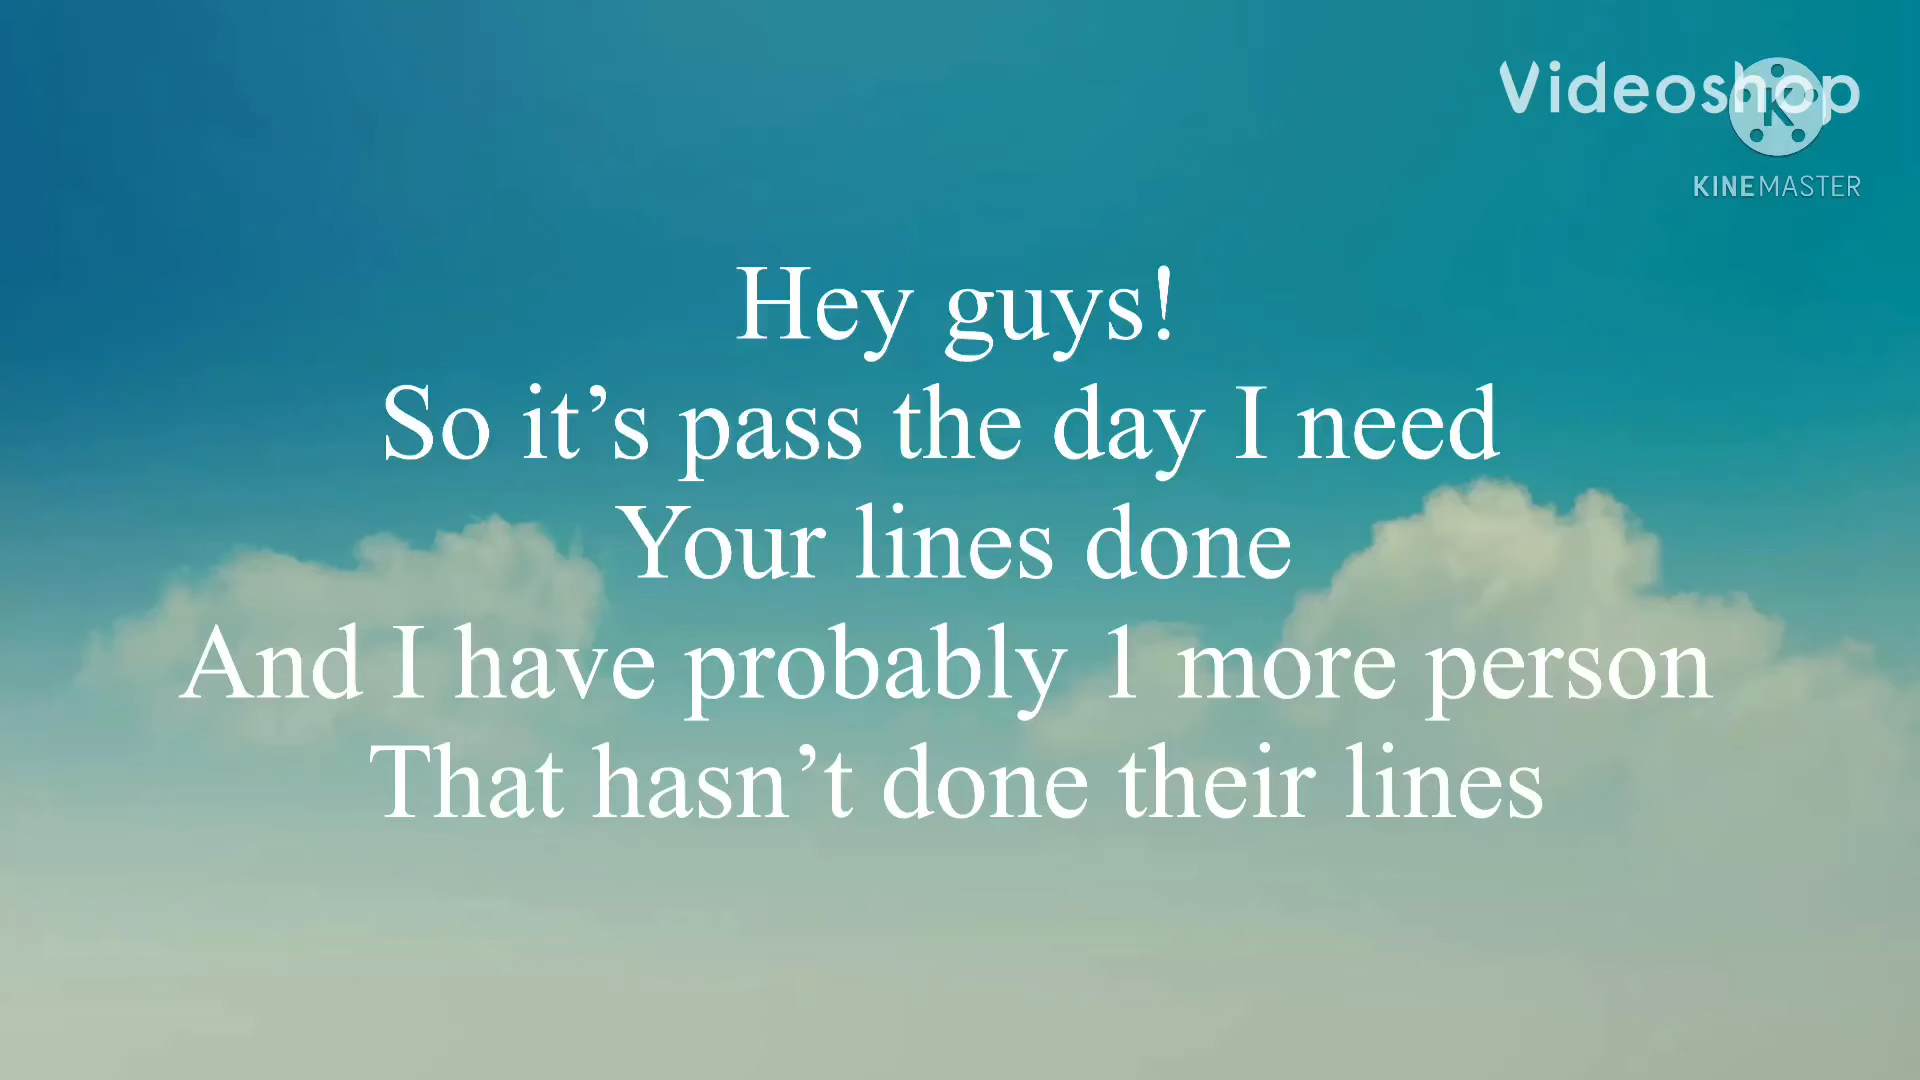 Videoshop
K
KINEMASTER
Hey guys!
So it’s pass the day I need
Your lines done
And I have probably 1 more person
That hasn’t done their lines